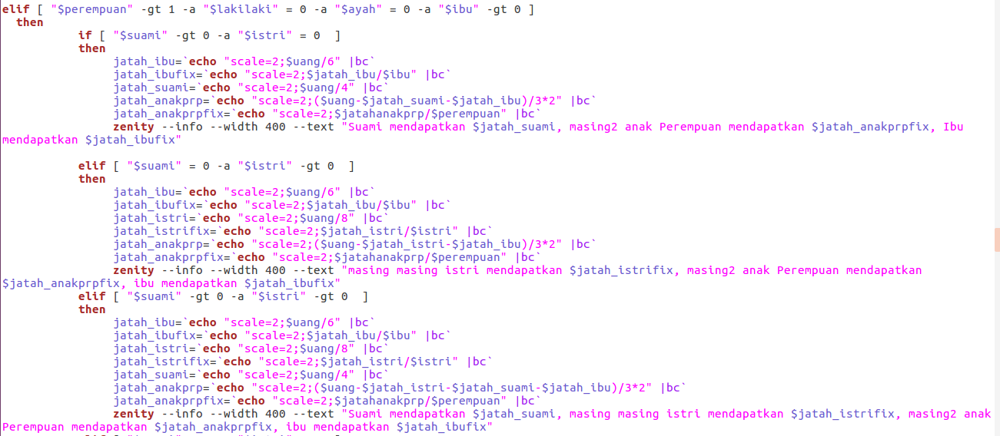 elif [ "$perempuan" -gt 1 -a "$lakilaki" = 0 -a "$ayah" = 0 -a "$ibu" -gt 0 ]
then
if [ "$suami" -gt 0 -a "$istri" = 0  ]
then
jatah_ibu=`echo "scale=2;$uang/6" |bc`
jatah_ibufix=`echo "scale=2;$jatah_ibu/$ibu" |bc`
jatah_suami=`echo "scale=2;$uang/4" |bc`
jatah_anakprp=`echo "scale=2;($uang-$jatah_suami-$jatah_ibu)/3*2" |bc`
jatah_anakprpfix=`echo "scale=2;$jatahanakprp/$perempuan" |bc`
zenity --info --width 400 --text "Suami mendapatkan $jatah_suami, masing2 anak Perempuan mendapatkan $jatah_anakprpfix, Ibu
mendapatkan $jatah_ibufix"
elif [ "$suami" = 0 -a "$istri" -gt 0  ]
then
jatah_ibu=`echo "scale=2;$uang/6" |bc`
jatah_ibufix=`echo "scale=2;$jatah_ibu/$ibu" |bc`
jatah_istri=`echo "scale=2;$uang/8" |bc`
jatah_istrifix=`echo "scale=2;$jatah_istri/$istri" |bc`
jatah_anakprp=`echo "scale=2;($uang-$jatah_istri-$jatah_ibu)/3*2" |bc`
jatah_anakprpfix=`echo "scale=2;$jatahanakprp/$perempuan" |bc`
zenity --info --width 400 --text "masing masing istri mendapatkan $jatah_istrifix, masing2 anak Perempuan mendapatkan
$jatah_anakprpfix, ibu mendapatkan $jatah_ibufix"
elif [ "$suami" -gt 0 -a "$istri" -gt 0  ]
then
jatah_ibu=`echo "scale=2;$uang/6" |bc`
jatah_ibufix=`echo "scale=2;$jatah_ibu/$ibu" |bc`
jatah_istri=`echo "scale=2;$uang/8" |bc`
jatah_istrifix=`echo "scale=2;$jatah_istri/$istri" |bc`
jatah_suami=`echo "scale=2;$uang/4" |bc`
jatah_anakprp=`echo "scale=2;($uang-$jatah_istri-$jatah_suami-$jatah_ibu)/3*2" |bc`
jatah_anakprpfix=`echo "scale=2;$jatahanakprp/$perempuan" |bc`
zenity --info --width 400 --text "Suami mendapatkan $jatah_suami, masing masing istri mendapatkan $jatah_istrifix, masing2 anak
Perempuan mendapatkan $jatah_anakprpfix, ibu mendapatkan $jatah_ibufix"